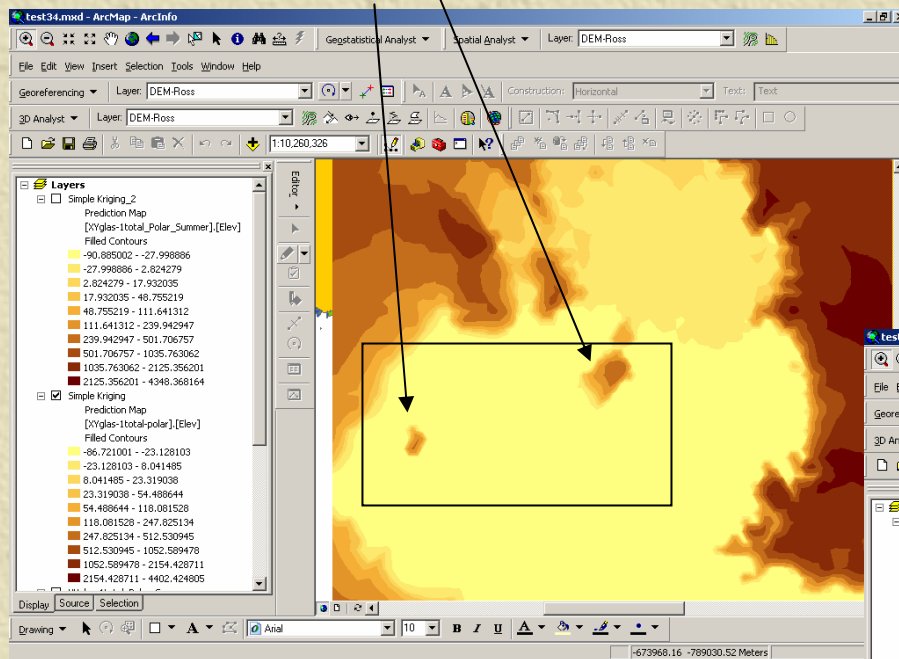 test34.mxd - ArcMap - ArcInfo
Geostatistical Analyst Spatial Analyst Layer: DEM-Ross
File Edit View Insert Selection Tools Window Help
Georeferencing Layer: DEM-Ross Construction: Horizontal Text: Text
3D Analyst Layer: DEM-Ross
1:10,260,326
Editor
Layers
Simple Kriging_2
Prediction Map
[XYglas-1total_Polar_Summer].[Elev]
Filled Contours
-90.885002 - -27.998886
-27.998886 - 2.824279
2.824279 - 17.932035
17.932035 - 48.755219
48.755219 - 111.641312
111.641312 - 239.942947
239.942947 - 501.706757
501.706757 - 1035.763062
1035.763062 - 2125.356201
2125.356201 - 4348.368164
Simple Kriging
Prediction Map
[XYglas-1total-polar].[Elev]
Filled Contours
-86.721001 - -23.128103
-23.128103 - 8.041485
8.041485 - 23.319038
23.319038 - 54.488644
54.488644 - 118.081528
118.081528 - 247.825134
247.825134 - 512.530945
512.530945 - 1052.589478
1052.589478 - 2154.428711
2154.428711 - 4402.424805
Display Source Selection
Drawing A Arial 10 B I U A
-673968.16 -789030.52 Meters
test
File E
Geore
3D An